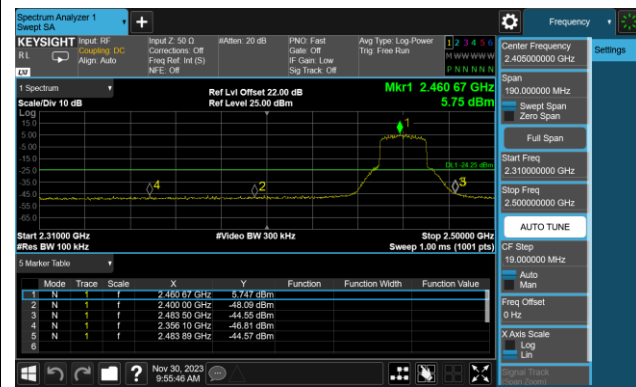 Spectrum Analyzer 1
Swept SA
+
Frequency
KEYSIGHT
RL
LXI
Input: RF
Coupling: DC
Align: Auto
Input Z: 50 Ω
Corrections: Off
Freq Ref: Int (S)
NFE: Off
#Atten: 20 dB
PNO: Fast
Gate: Off
IF Gain: Low
Sig Track: Off
Avg Type: Log-Power
Trig: Free Run
1 2 3 4 5 6
M W W W W W
P N N N N N
Center Frequency
2.405000000 GHz
Settings
Span
190.000000 MHz
Swept Span
Zero Span
Full Span
Start Freq
2.310000000 GHz
Stop Freq
2.500000000 GHz
AUTO TUNE
CF Step
19.000000 MHz
Auto
Man
Freq Offset
0 Hz
X Axis Scale
Log
Lin
Signal Track
(Span Zoom)
1 Spectrum
Scale/Div 10 dB
Ref Lvl Offset 22.00 dB
Ref Level 25.00 dBm
Mkr1 2.460 67 GHz
5.75 dBm
Log
15.0
5.00
-5.00
-15.0
-25.0
-35.0
-45.0
-55.0
-65.0
1
DL1 -24.25 dBm
4
2
3
Start 2.31000 GHz
#Res BW 100 kHz
#Video BW 300 kHz
Stop 2.50000 GHz
Sweep 1.00 ms (1001 pts)
5 Marker Table
Mode Trace Scale X Y Function Function Width Function Value
1 N 1 f 2.460 67 GHz 5.747 dBm
2 N 1 f 2.400 00 GHz -48.09 dBm
3 N 1 f 2.483 50 GHz -44.55 dBm
4 N 1 f 2.356 10 GHz -46.81 dBm
5 N 1 f 2.483 89 GHz -44.57 dBm
6
?
Nov 30, 2023
9:55:46 AM